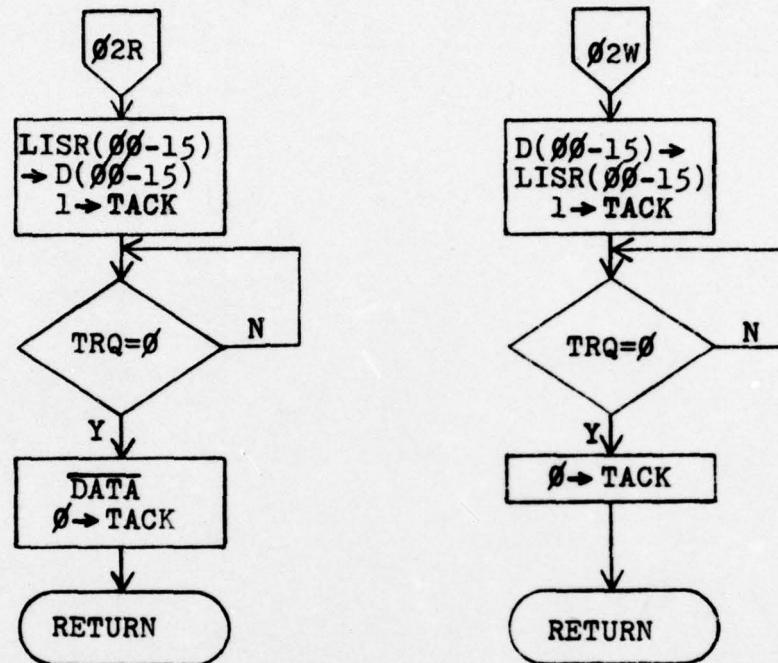 Ø2R
LISR(ØØ-15)
→ D(ØØ-15)
1→TACK
TRQ=Ø
N
Y
DATA
Ø→TACK
RETURN
Ø2W
D(ØØ-15)→
LISR(ØØ-15)
1→TACK
TRQ=Ø
N
Y
Ø→TACK
RETURN